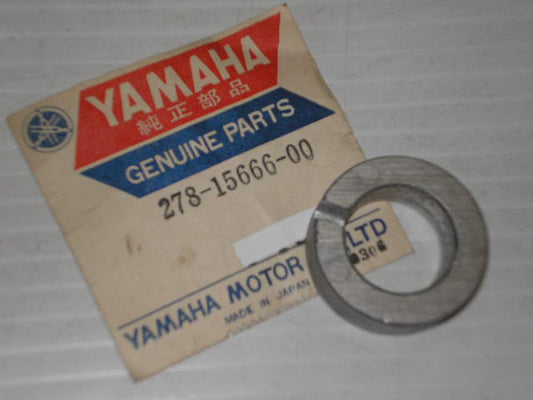 YAMAHA
純正部品
GENUINE PARTS
278-15666-00
YAMAHA MOTOR LTD
MADE IN JAPAN